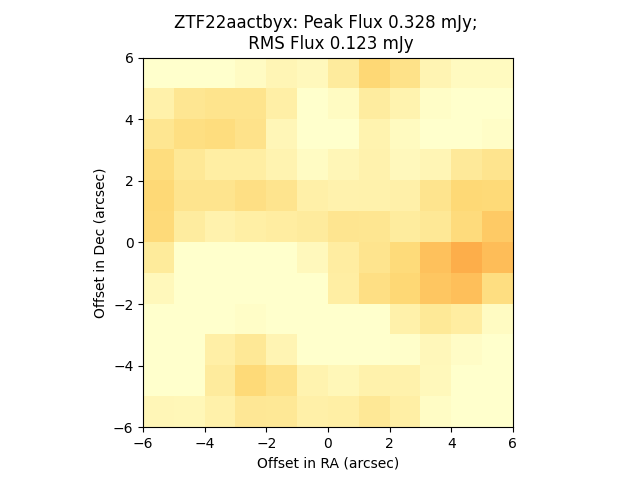 ZTF22aactbyx: Peak Flux 0.328 mJy;
RMS Flux 0.123 mJy
6
4
2
0
−2
−4
−6
Offset in Dec (arcsec)
−6 −4 −2 0 2 4 6
Offset in RA (arcsec)